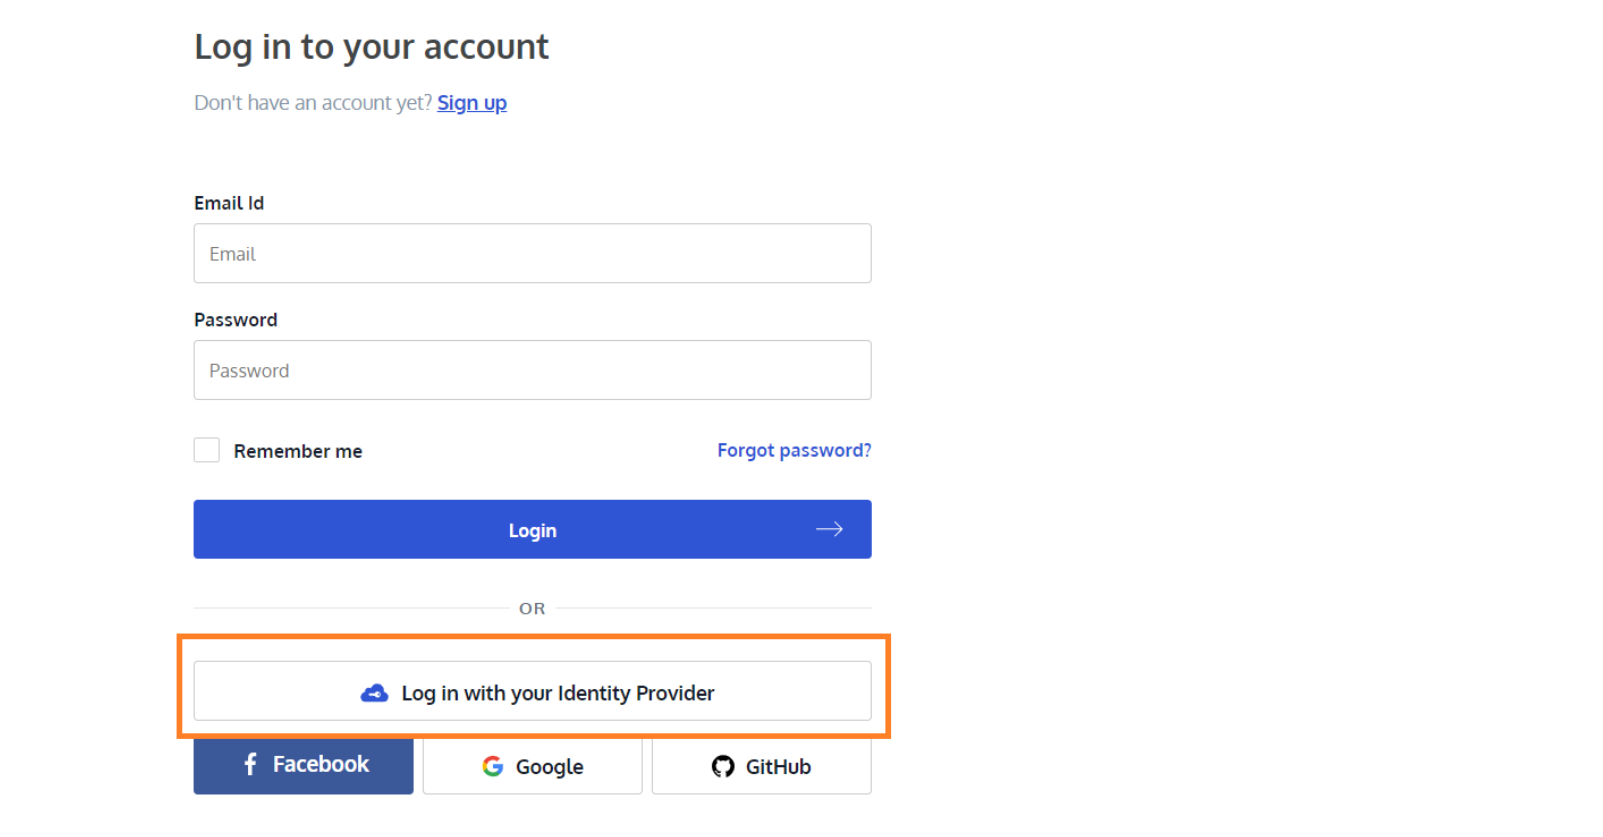 Log in to your account
Don't have an account yet? Sign up
Email Id
Email
Password
Password
Remember me Forgot password?
Login
OR
Log in with your Identity Provider
Facebook Google GitHub